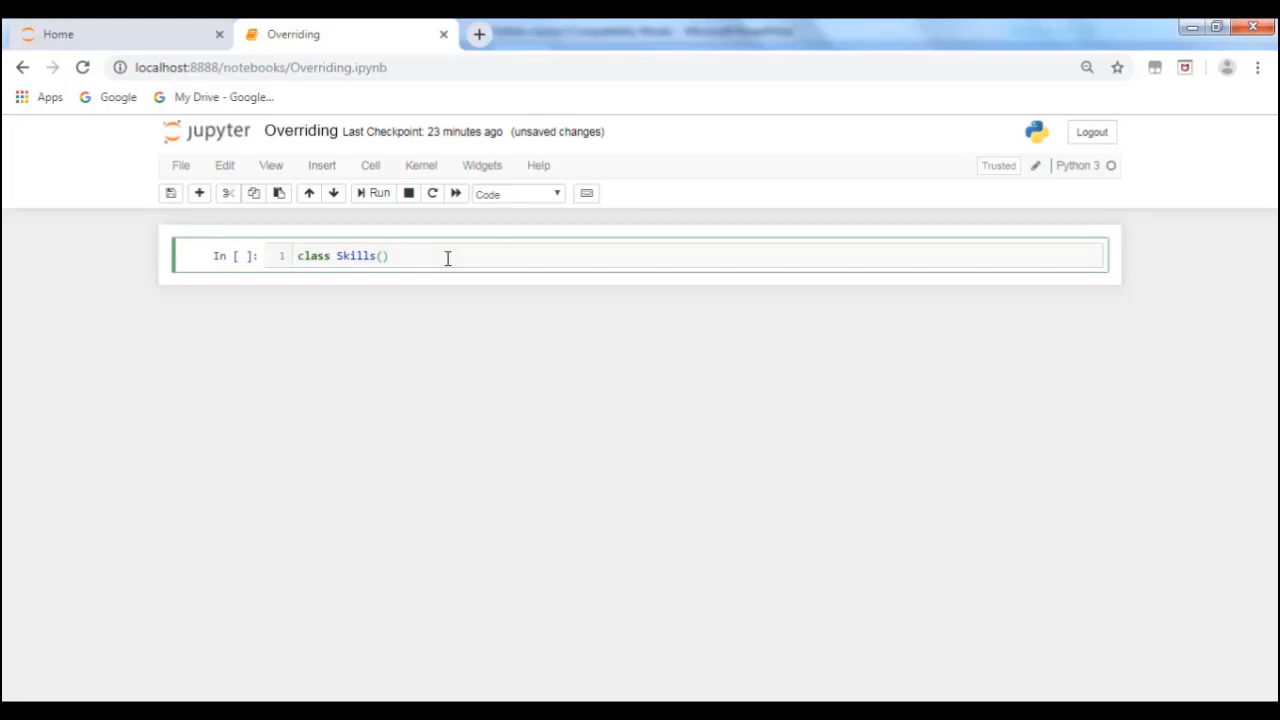 Home
Overriding
localhost:8888/notebooks/Overriding.ipynb
Apps Google My Drive - Google...
jupyter Overriding Last Checkpoint: 23 minutes ago (unsaved changes) Logout
File Edit View Insert Cell Kernel Widgets Help Trusted Python 3
Run Code
In [ ]: 1 class Skills()